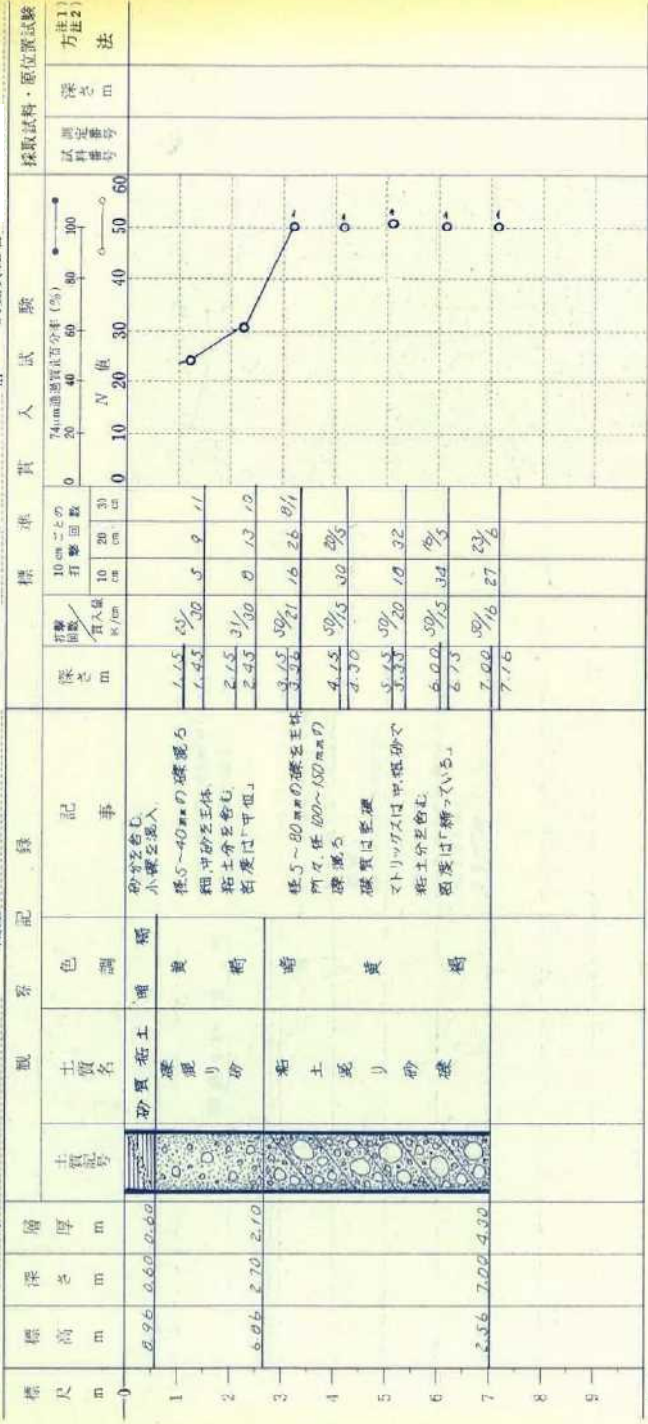 標尺 m
標高 m
深さ m
層厚 m
観察記録
土質記号
土質名
色調
記事
標準貫入試験
深さ m
打撃回数/貫入量 K/cm
10cmごとの打撃回数
10 cm
20 cm
30 cm
74μm通過質量百分率(%)
0 20 40 60 80 100
N 値
0 10 20 30 40 50 60
採取試料・原位置試験
試料番号 測定番号
深さ m
方法 注1) 注2)
0
1
2
3
4
5
6
7
8
9
8.96 0.60 0.60
砂質粘土
暗褐
砂分を含む
小礫を混入
6.86 2.70 2.10
礫混り砂
黄褐
径5~40mmの礫混る
細,中砂を主体
粘土分を含む
密度は「中位」
2.56 7.00 4.30
粘土混り砂礫
暗黄褐
径5~80mmの礫を主体
所々,径100~150mmの
礫混る
礫質は堅硬
マトリックスは中,粗砂で
粘土分を含む
密度は「締っている」
1.15 25/30 5 9 11
1.45
2.15 31/30 8 13 10
2.45
3.15 50/21 16 26 8/1
3.36
4.15 50/15 30 20/5
4.30
5.15 50/20 18 32
5.35
6.00 50/15 34 16/5
6.15
7.00 50/16 27 23/6
7.16